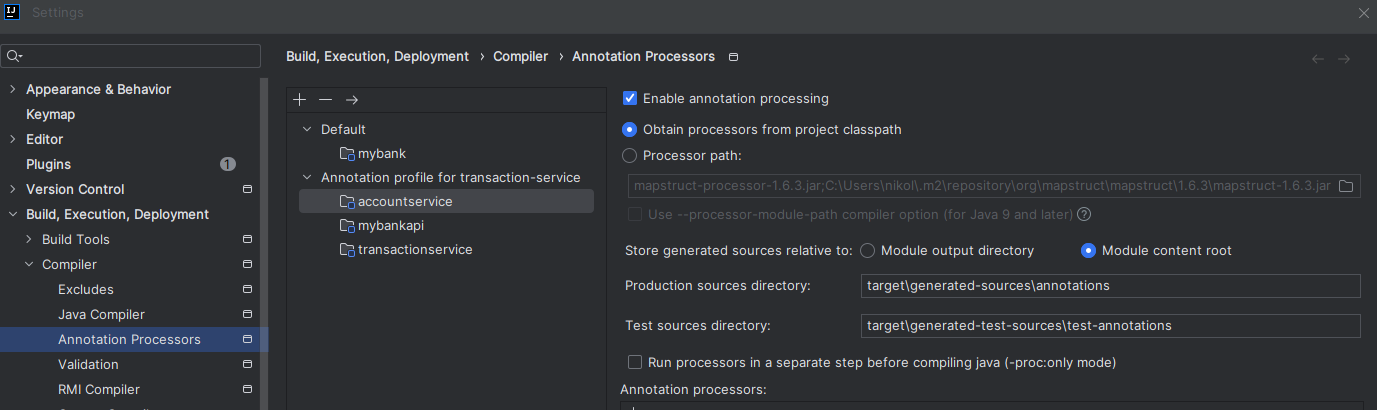 IJ
Settings
Build, Execution, Deployment › Compiler › Annotation Processors
Appearance & Behavior
Keymap
Editor
Plugins
1
Version Control
Build, Execution, Deployment
Build Tools
Compiler
Excludes
Java Compiler
Annotation Processors
Validation
RMI Compiler
Default
mybank
Annotation profile for transaction-service
accountservice
mybankapi
transactionservice
Enable annotation processing
Obtain processors from project classpath
Processor path:
mapstruct-processor-1.6.3.jar;C:\Users\nikol\.m2\repository\org\mapstruct\mapstruct\1.6.3\mapstruct-1.6.3.jar
Use --processor-module-path compiler option (for Java 9 and later) ?
Store generated sources relative to: Module output directory Module content root
Production sources directory: target\generated-sources\annotations
Test sources directory: target\generated-test-sources\test-annotations
Run processors in a separate step before compiling java (-proc:only mode)
Annotation processors: